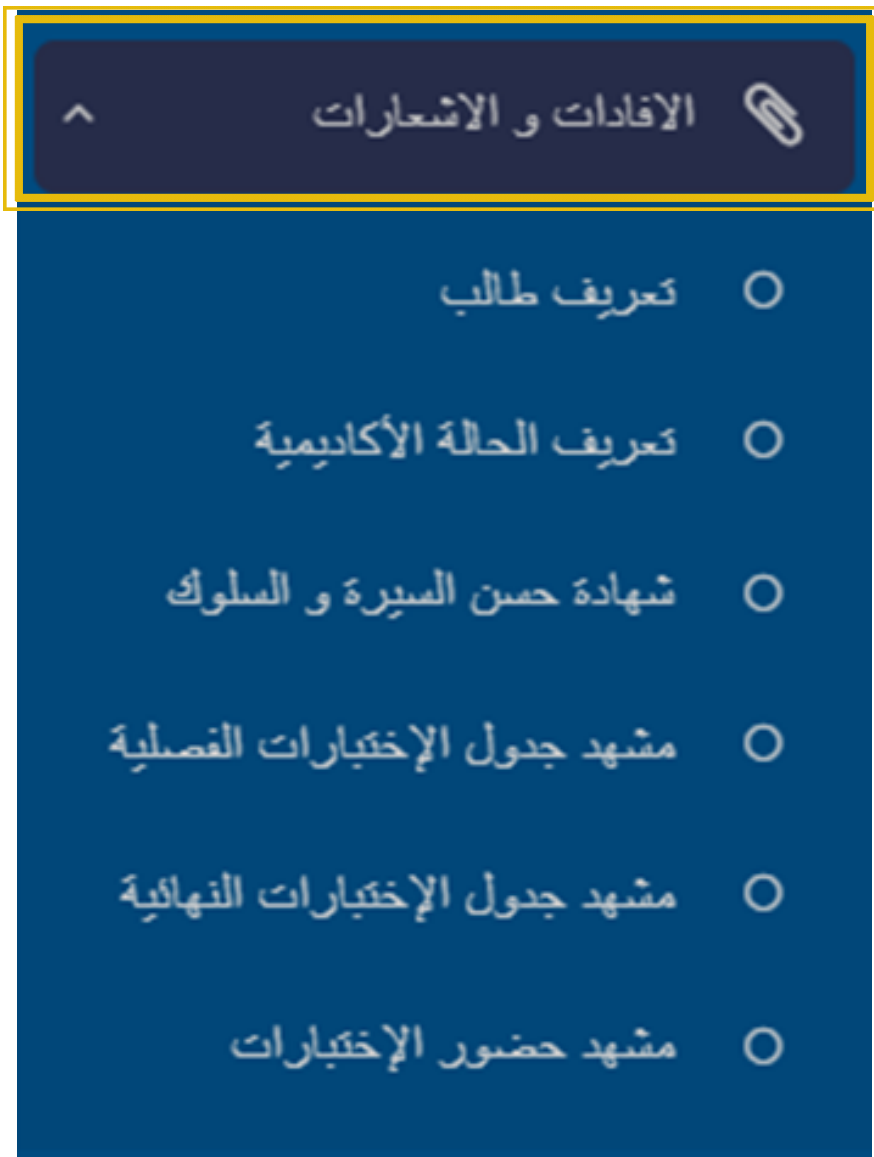 الافادات و الاشعارات
تعريف طالب
تعريف الحالة الأكاديمية
شهادة حسن السيرة و السلوك
مشهد جدول الإختبارات الفصلية
مشهد جدول الإختبارات النهائية
مشهد حضور الإختبارات